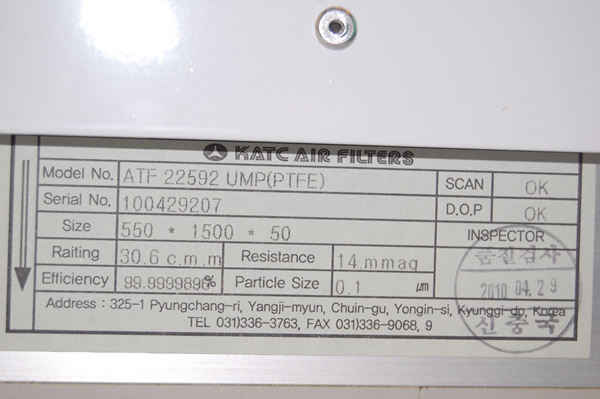 KATC AIR FILTERS
Model No. ATF 22592 UMP(PTFE) SCAN OK
Serial No. 100429207 D.O.P OK
Size 550 * 1500 * 50 INSPECTOR
Raiting 30.6 c.m.m Resistance 14.mmaq
Efficiency 99.9999896% Particle Size 0.1 μm
품질검사
2010 04.29
신중국
Address : 325-1 Pyungchang-ri, Yangji-myun, Chuin-gu, Yongin-si, Kyunggi-do, Korea
TEL 031)336-3763, FAX 031)336-9068, 9